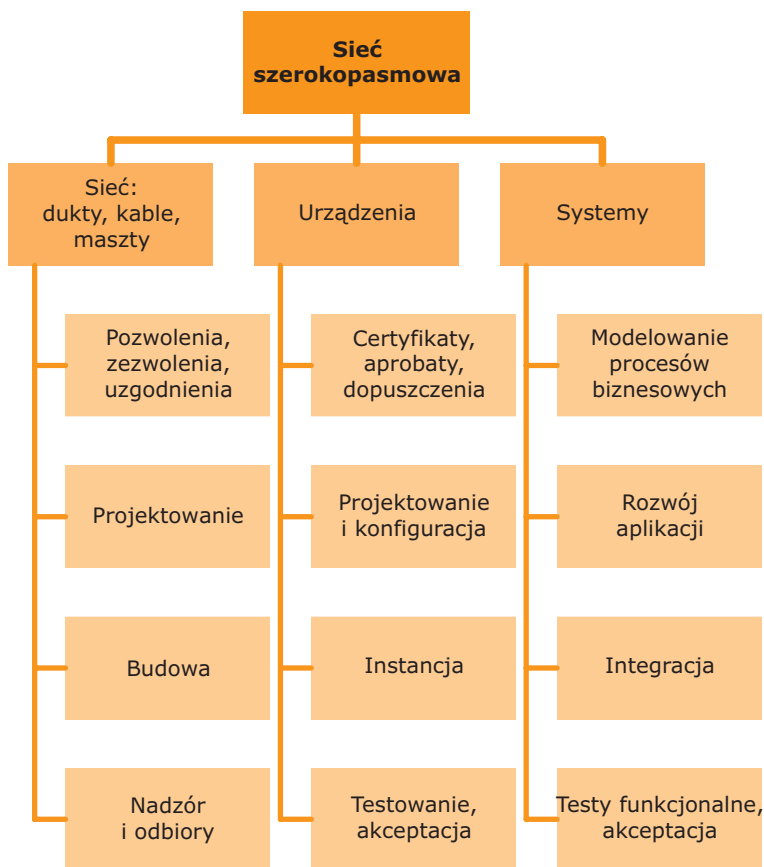 Sieć
szerokopasmowa
Sieć:
dukty, kable,
maszty
Urządzenia
Systemy
Pozwolenia,
zezwolenia,
uzgodnienia
Certyfikaty,
aprobaty,
dopuszczenia
Modelowanie
procesów
biznesowych
Projektowanie
Projektowanie
i konfiguracja
Rozwój
aplikacji
Budowa
Instancja
Integracja
Nadzór
i odbiory
Testowanie,
akceptacja
Testy funkcjonalne,
akceptacja